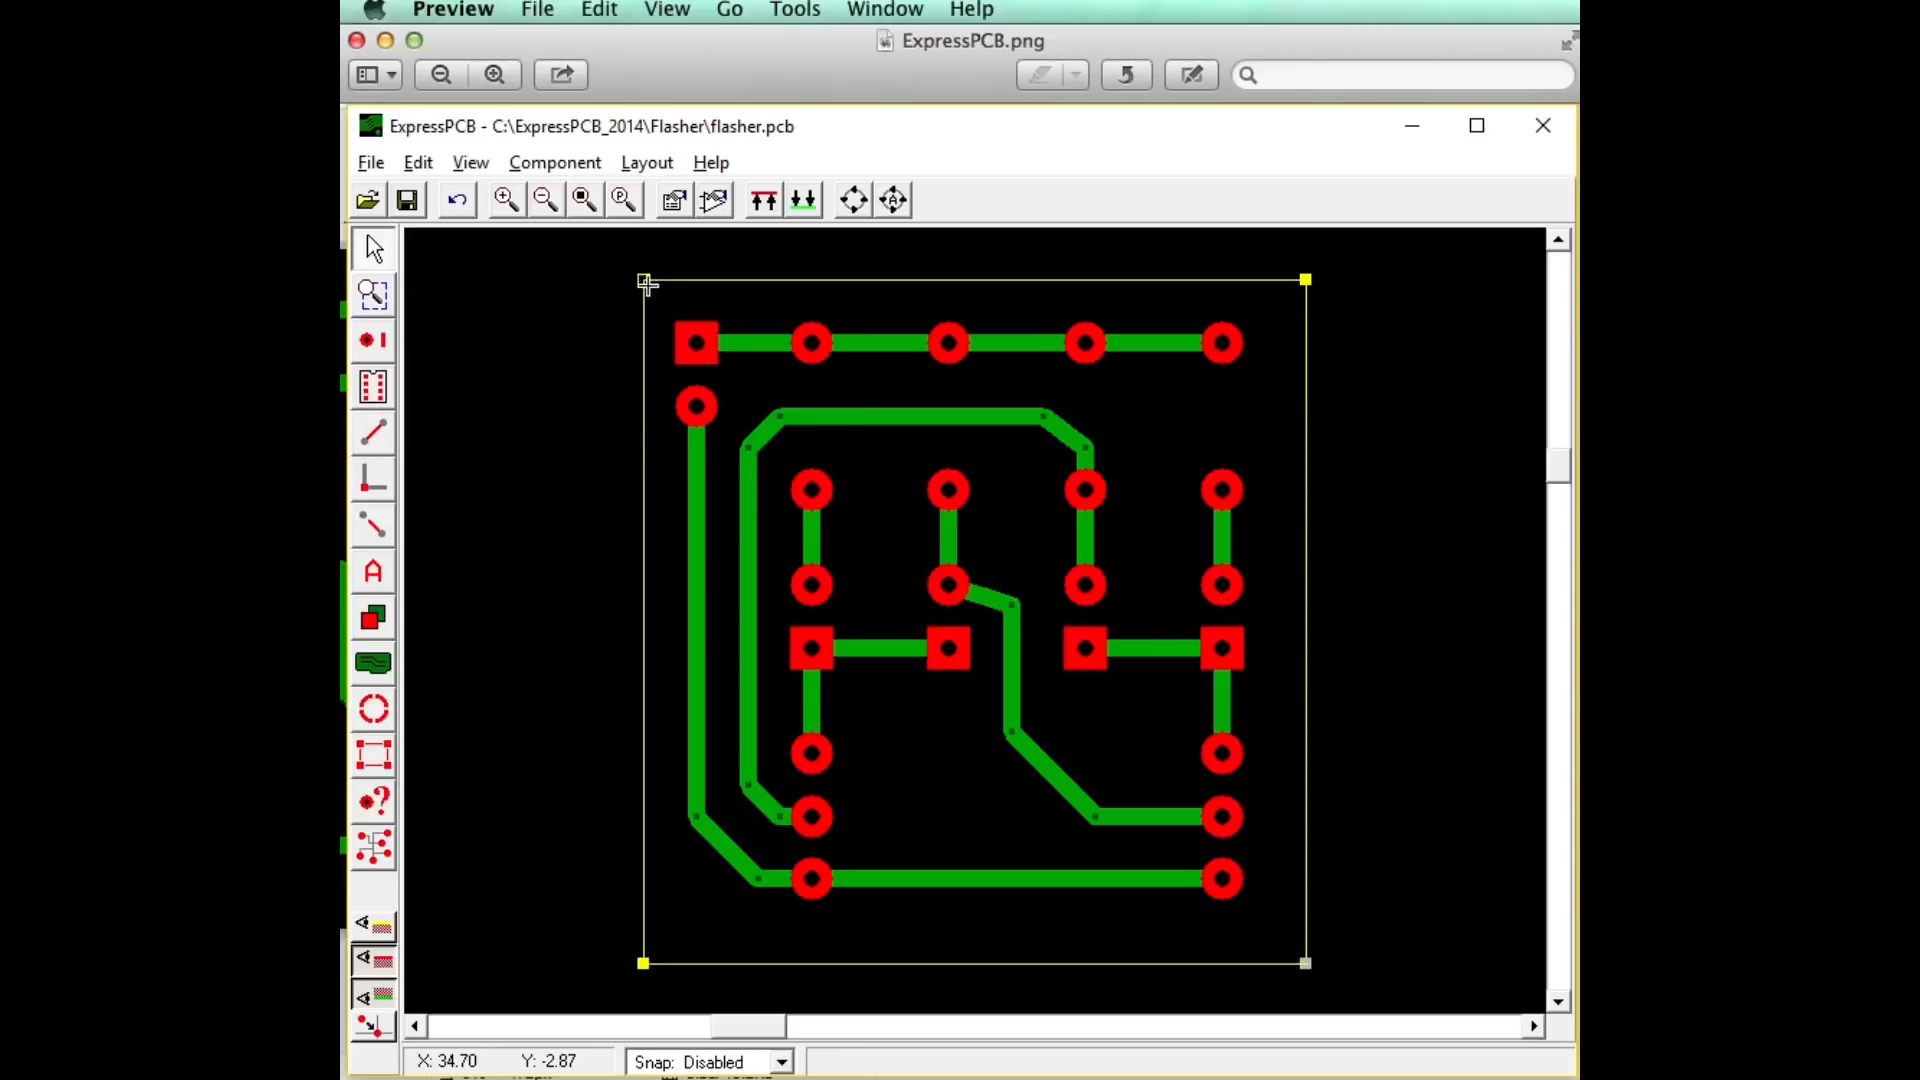 Preview File Edit View Go Tools Window Help
ExpressPCB.png
ExpressPCB - C:\ExpressPCB_2014\Flasher\flasher.pcb
File Edit View Component Layout Help
X: 34.70 Y: -2.87 Snap: Disabled